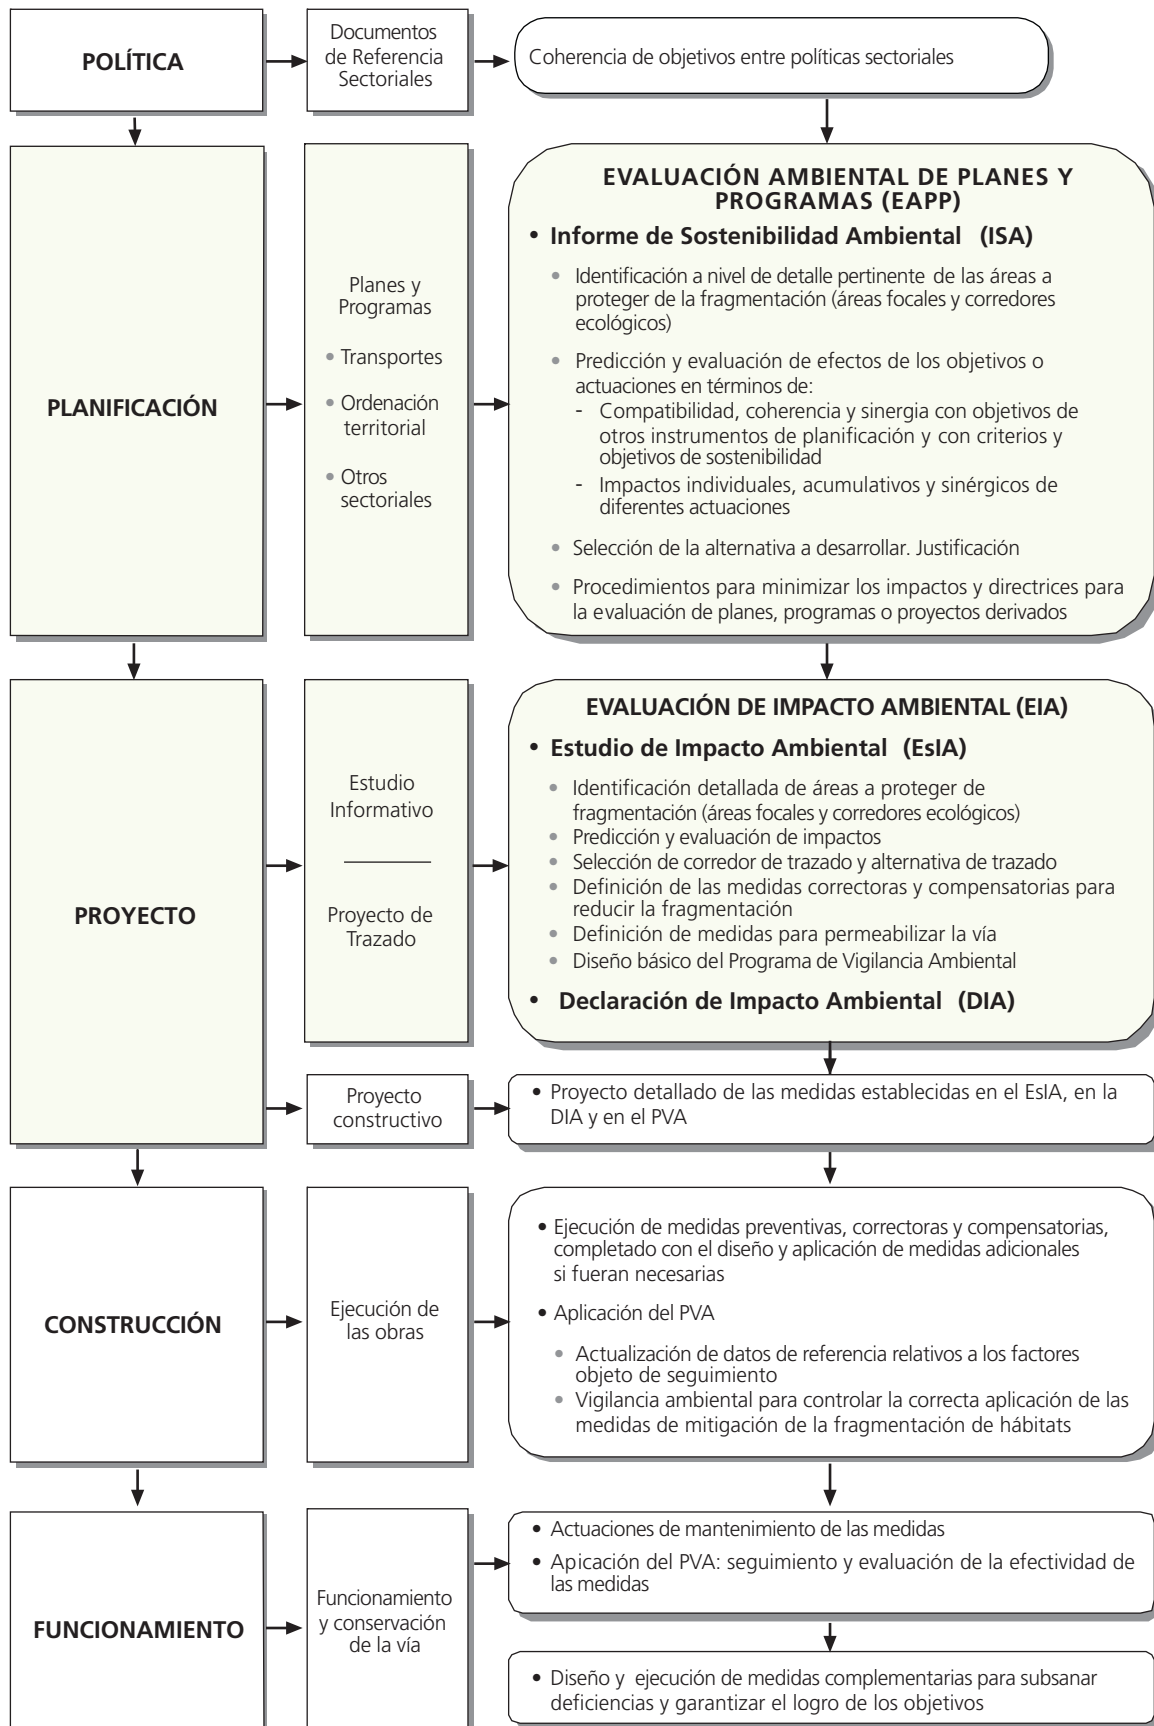 POLÍTICA
Documentos
de Referencia
Sectoriales
Coherencia de objetivos entre políticas sectoriales
PLANIFICACIÓN
Planes y
Programas
• Transportes
• Ordenación
territorial
• Otros
sectoriales
EVALUACIÓN AMBIENTAL DE PLANES Y
PROGRAMAS (EAPP)
• Informe de Sostenibilidad Ambiental (ISA)
• Identificación a nivel de detalle pertinente de las áreas a
proteger de la fragmentación (áreas focales y corredores
ecológicos)
• Predicción y evaluación de efectos de los objetivos o
actuaciones en términos de:
- Compatibilidad, coherencia y sinergia con objetivos de
otros instrumentos de planificación y con criterios y
objetivos de sostenibilidad
- Impactos individuales, acumulativos y sinérgicos de
diferentes actuaciones
• Selección de la alternativa a desarrollar. Justificación
• Procedimientos para minimizar los impactos y directrices para
la evaluación de planes, programas o proyectos derivados
PROYECTO
Estudio
Informativo
Proyecto de
Trazado
EVALUACIÓN DE IMPACTO AMBIENTAL (EIA)
• Estudio de Impacto Ambiental (EsIA)
• Identificación detallada de áreas a proteger de
fragmentación (áreas focales y corredores ecológicos)
• Predicción y evaluación de impactos
• Selección de corredor de trazado y alternativa de trazado
• Definición de las medidas correctoras y compensatorias para
reducir la fragmentación
• Definición de medidas para permeabilizar la vía
• Diseño básico del Programa de Vigilancia Ambiental
• Declaración de Impacto Ambiental (DIA)
Proyecto
constructivo
• Proyecto detallado de las medidas establecidas en el EsIA, en la
DIA y en el PVA
CONSTRUCCIÓN
Ejecución de
las obras
• Ejecución de medidas preventivas, correctoras y compensatorias,
completado con el diseño y aplicación de medidas adicionales
si fueran necesarias
• Aplicación del PVA
• Actualización de datos de referencia relativos a los factores
objeto de seguimiento
• Vigilancia ambiental para controlar la correcta aplicación de las
medidas de mitigación de la fragmentación de hábitats
FUNCIONAMIENTO
Funcionamiento
y conservación
de la vía
• Actuaciones de mantenimiento de las medidas
• Apicación del PVA: seguimiento y evaluación de la efectividad de
las medidas
• Diseño y ejecución de medidas complementarias para subsanar
deficiencias y garantizar el logro de los objetivos